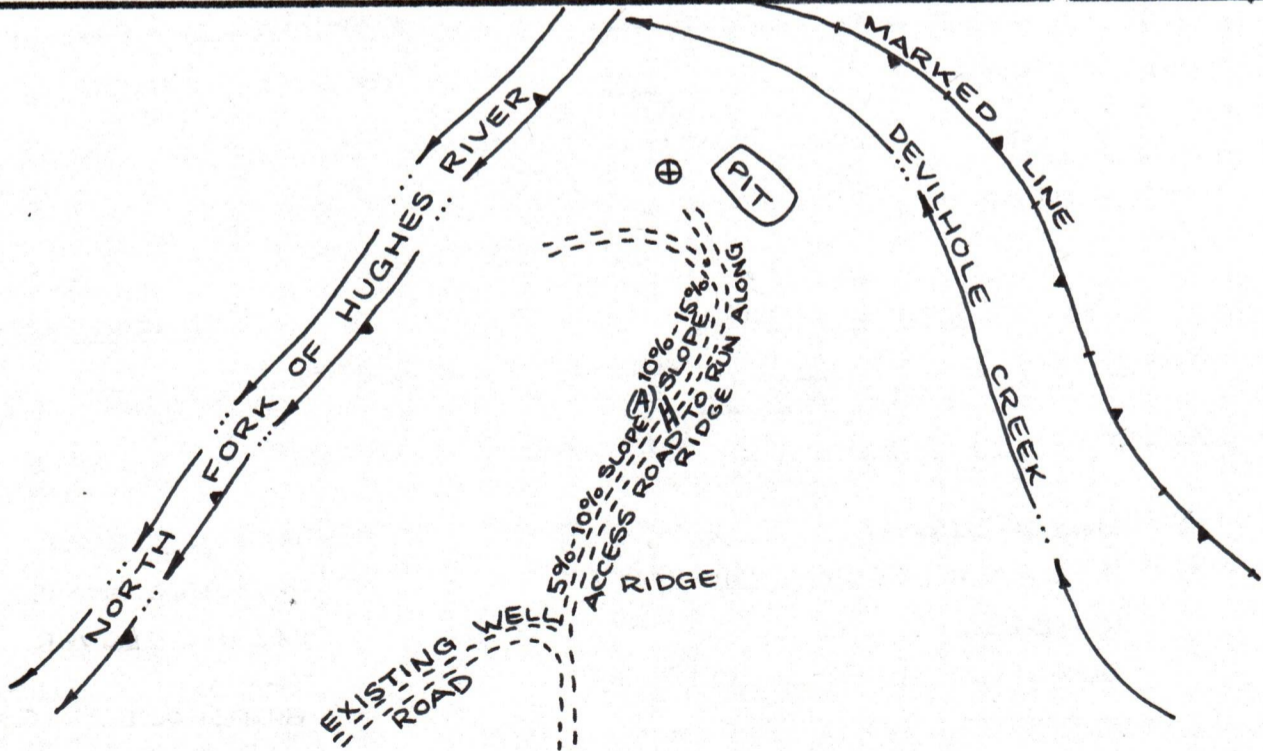 MARKED LINE
NORTH FORK OF HUGHES RIVER
PIT
DEVILHOLE CREEK
10% - 15%
SLOPE
5% - 10% SLOPE
A
ACCESS ROAD TO RUN ALONG
RIDGE
RIDGE
EXISTING WELL
ROAD